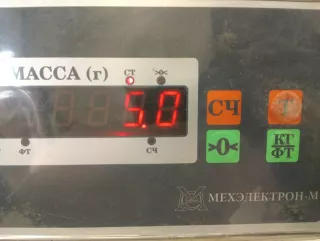 МАССА (г)
СТ >0<
5.0
СЧ Т
ФТ СЧ
>0< КГ
ФТ
МЕХЭЛЕКТРОН-М